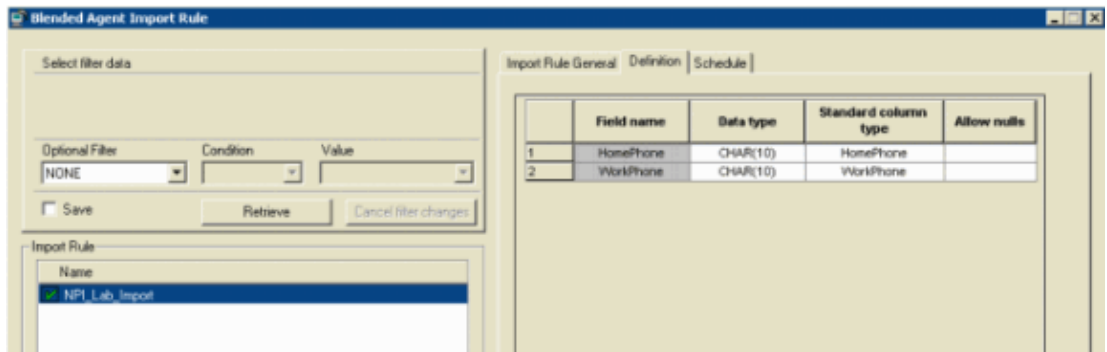 Blended Agent Import Rule
Select filter data
Optional Filter Condition Value
NONE
Save Retrieve Cancel filter changes
Import Rule
Name
NPI_Lab_Import
Import Rule General Definition Schedule
Field name Data type Standard column type Allow nulls
1 HomePhone CHAR(10) HomePhone
2 WorkPhone CHAR(10) WorkPhone